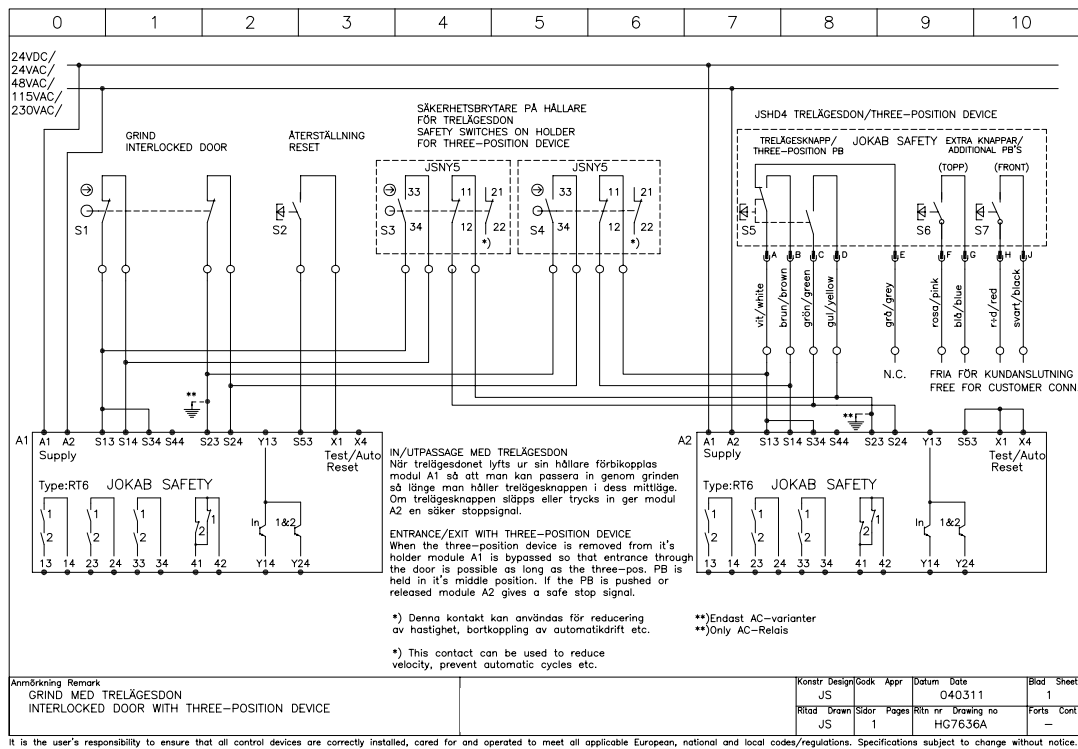 0 1 2 3 4 5 6 7 8 9 10
24VDC/
24VAC/
48VAC/
115VAC/
230VAC/
GRIND
INTERLOCKED DOOR
ÅTERSTÄLLNING
RESET
SÄKERHETSBRYTARE PÅ HÅLLARE
FÖR TRELÄGESDON
SAFETY SWITCHES ON HOLDER
FOR THREE-POSITION DEVICE
JSHD4 TRELÄGESDON/THREE-POSITION DEVICE
TRELÄGESKNAPP/
THREE-POSITION PB
JOKAB SAFETY
EXTRA KNAPPAR/
ADDITIONAL PB'S
(TOPP) (FRONT)
JSNY5 JSNY5
33 11 21 33 11 21
34 12 22 34 12 22
*) *)
S1 S2 S3 S4 S5 S6 S7
A B C D E F G H J
vit/white
brun/brown
grön/green
gul/yellow
grå/grey
rosa/pink
blå/blue
r+d/red
svart/black
N.C.
FRIA FÖR KUNDANSLUTNING
FREE FOR CUSTOMER CONN
** **
A1 A1 A2 S13 S14 S34 S44 S23 S24 Y13 S53 X1 X4
Supply
Test/Auto
Reset
Type:RT6 JOKAB SAFETY
1 1 1 1
2 2 2 2
In 1&2
13 14 23 24 33 34 41 42 Y14 Y24
A2 A1 A2 S13 S14 S34 S44 S23 S24 Y13 S53 X1 X4
Supply
Test/Auto
Reset
Type:RT6 JOKAB SAFETY
1 1 1 1
2 2 2 2
In 1&2
13 14 23 24 33 34 41 42 Y14 Y24
IN/UTPASSAGE MED TRELÄGESDON
När trelägesdonet lyfts ur sin hållare förbikopplas
modul A1 så att man kan passera in genom grinden
så länge man håller trelägesknappen i dess mittläge.
Om trelägesknappen släpps eller trycks in ger modul
A2 en söker stoppsignal.
ENTRANCE/EXIT WITH THREE-POSITION DEVICE
When the three-position device is removed from it's
holder module A1 is bypassed so that entrance through
the door is possible as long as the three-pos. PB is
held in it's middle position. If the PB is pushed or
released module A2 gives a safe stop signal.
*) Denna kontakt kan användas för reducering
av hastighet, bortkoppling av automatikdrift etc.
*) This contact can be used to reduce
velocity, prevent automatic cycles etc.
**)Endast AC-varianter
**)Only AC-Relais
Anmörkning Remark
GRIND MED TRELÄGESDON
INTERLOCKED DOOR WITH THREE-POSITION DEVICE
Konstr Design Godk Appr Datum Date Blad Sheet
JS 040311 1
Ritad Drawn Sidor Pages Ritn nr Drawing no Forts Cont
JS 1 HG7636A -
It is the user's responsibility to ensure that all control devices are correctly installed, cared for and operated to meet all applicable European, national and local codes/regulations. Specifications subject to change without notice.